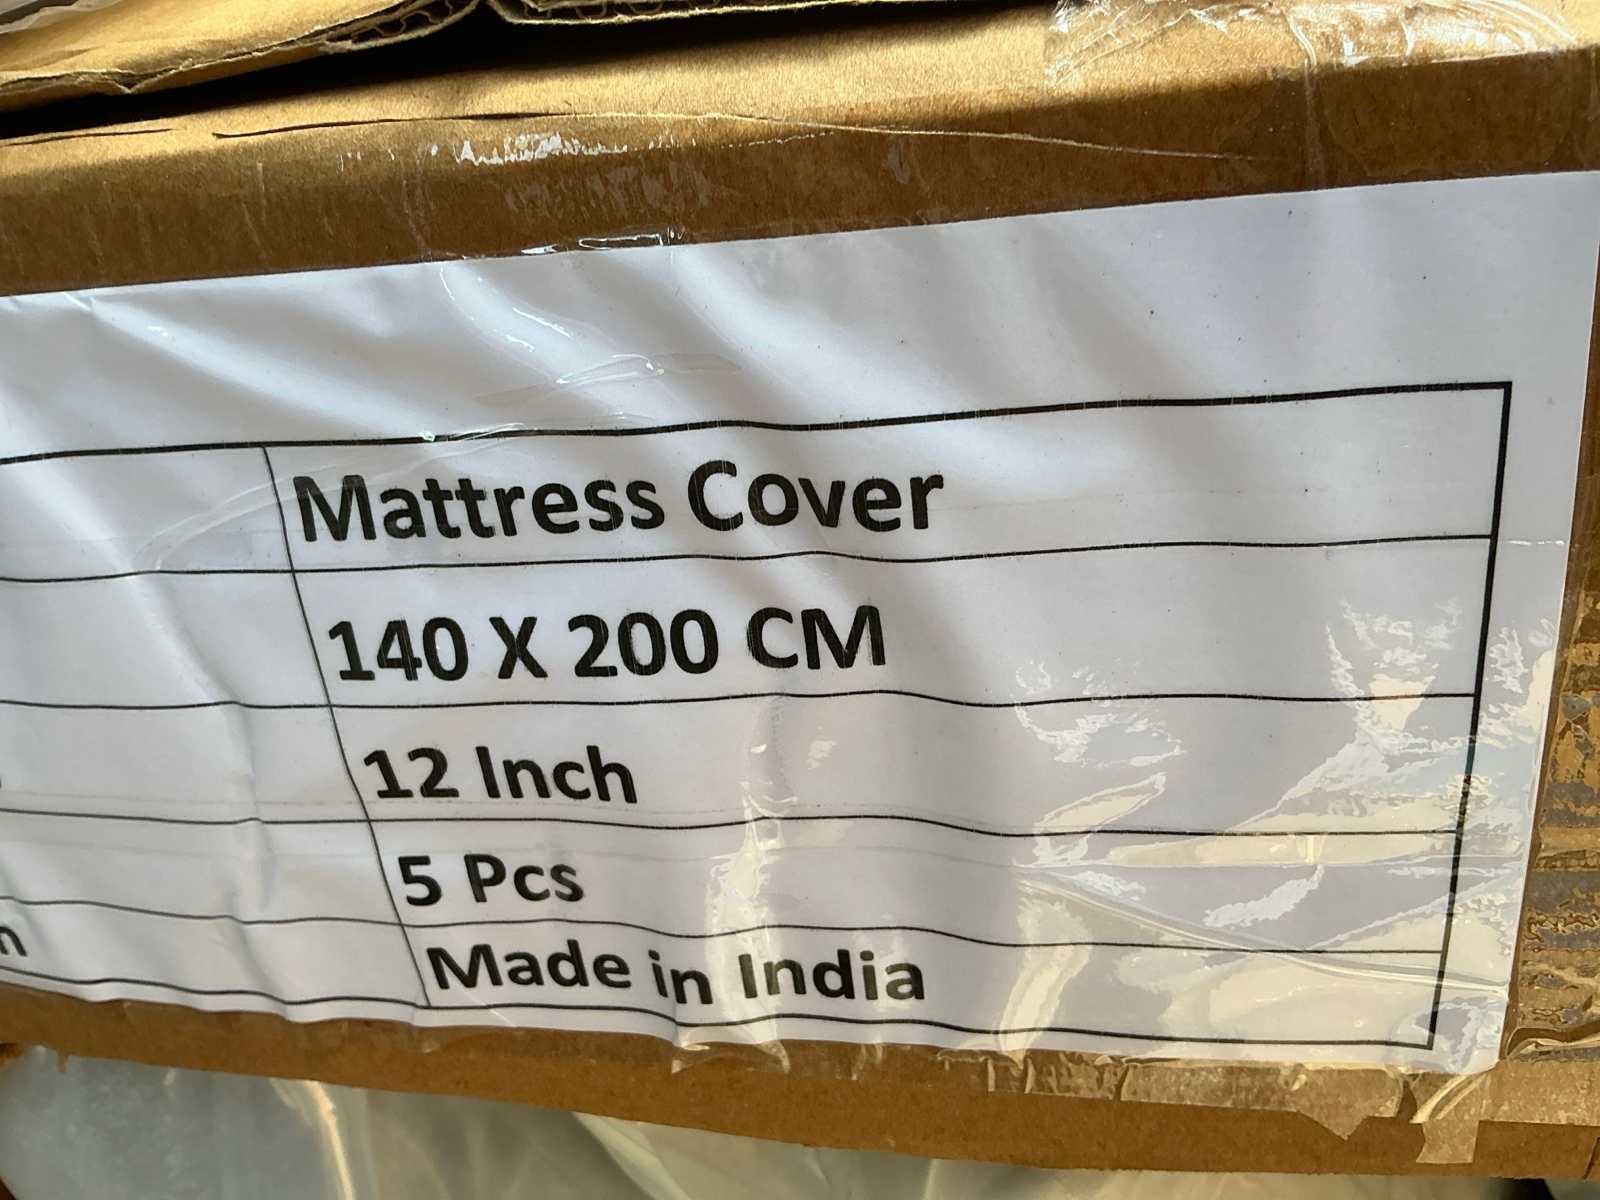 Mattress Cover
140 X 200 CM
12 Inch
5 Pcs
Made in India